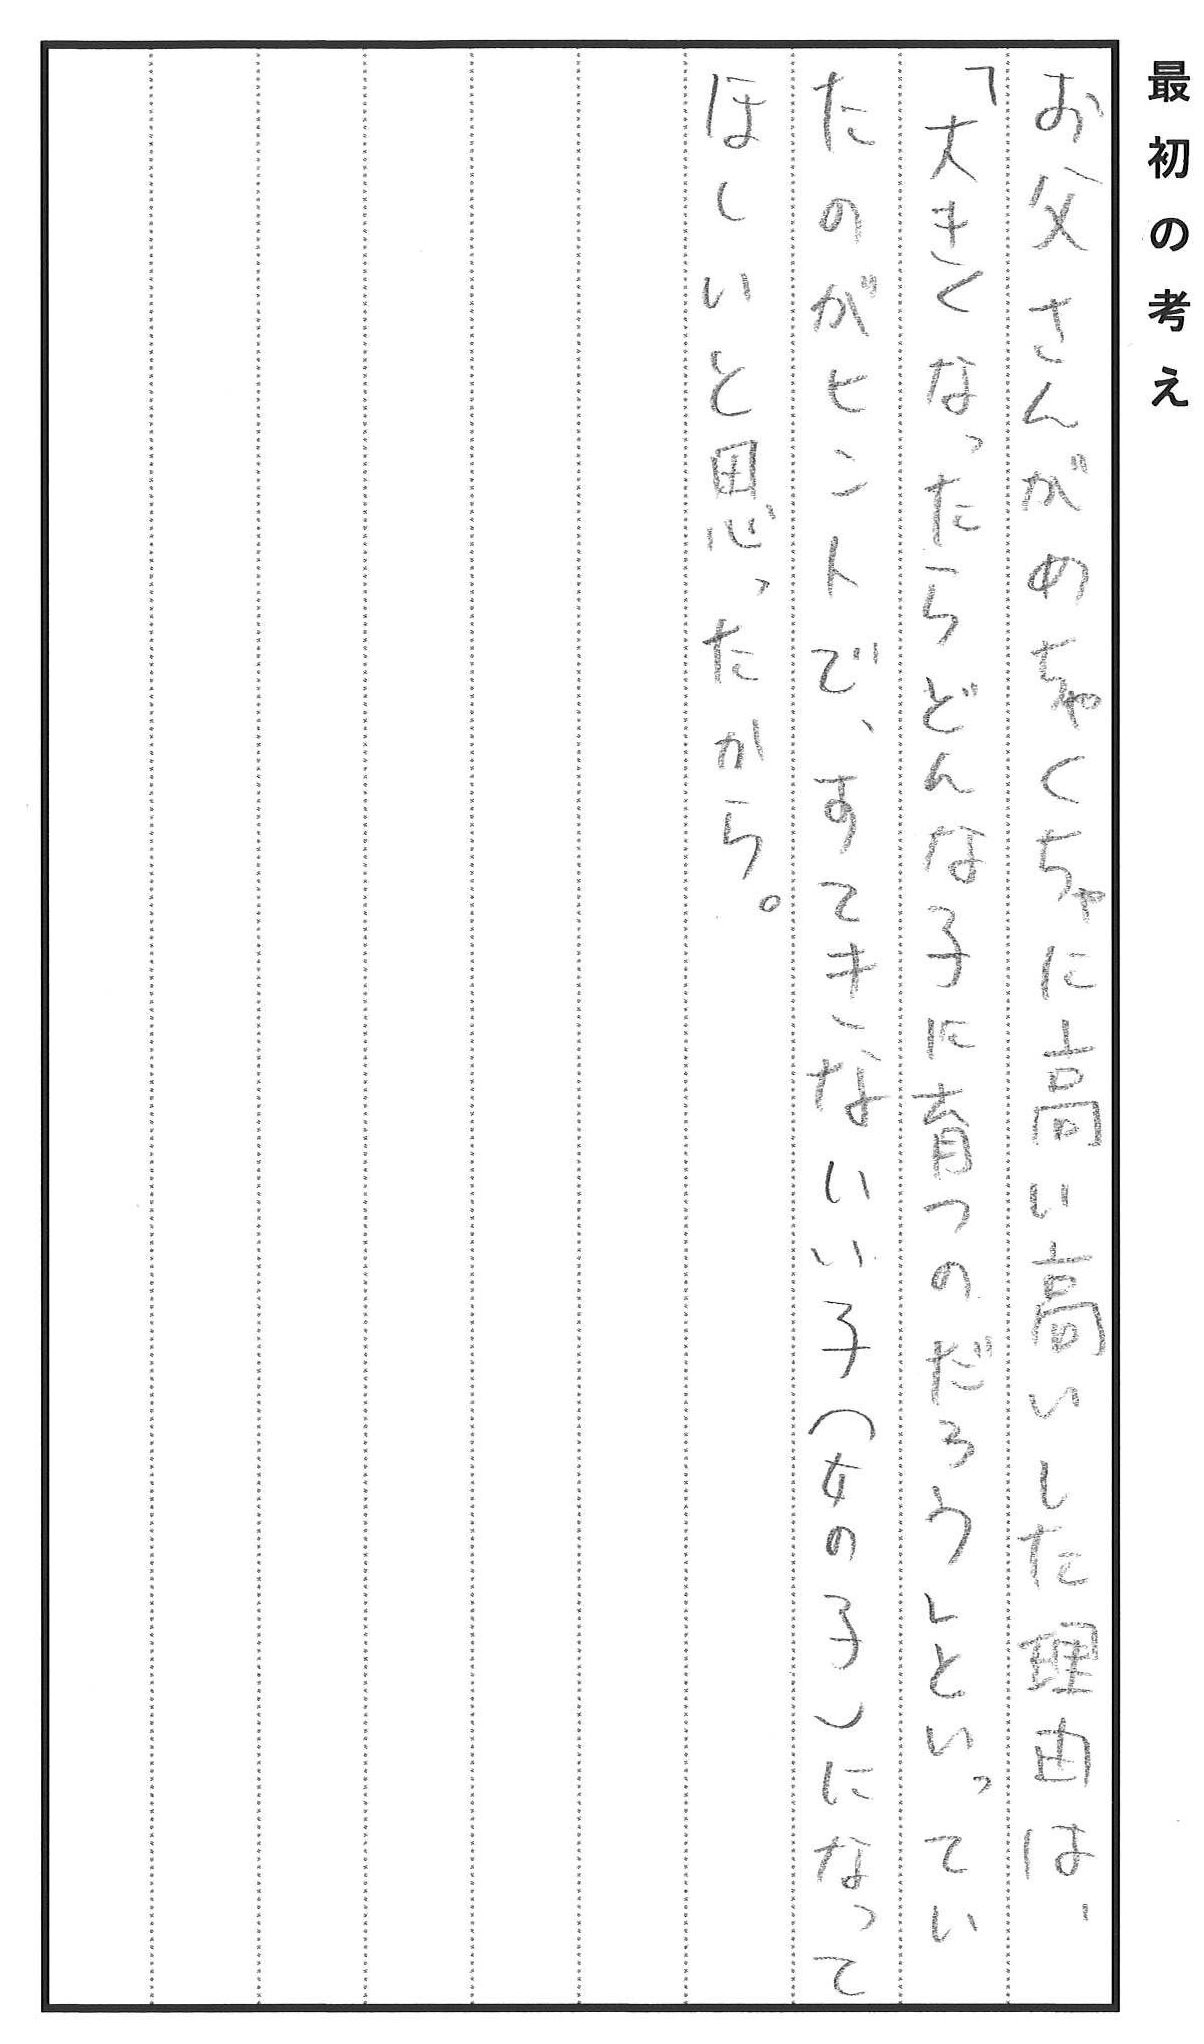 最初の考え
お父さんがめちゃくちゃに高い高いした理由は、
「大きくなったらどんな子に育つのだろう」といってい
たのがヒントで、すてきないい子(女の子)になって
ほしいと思ったから。